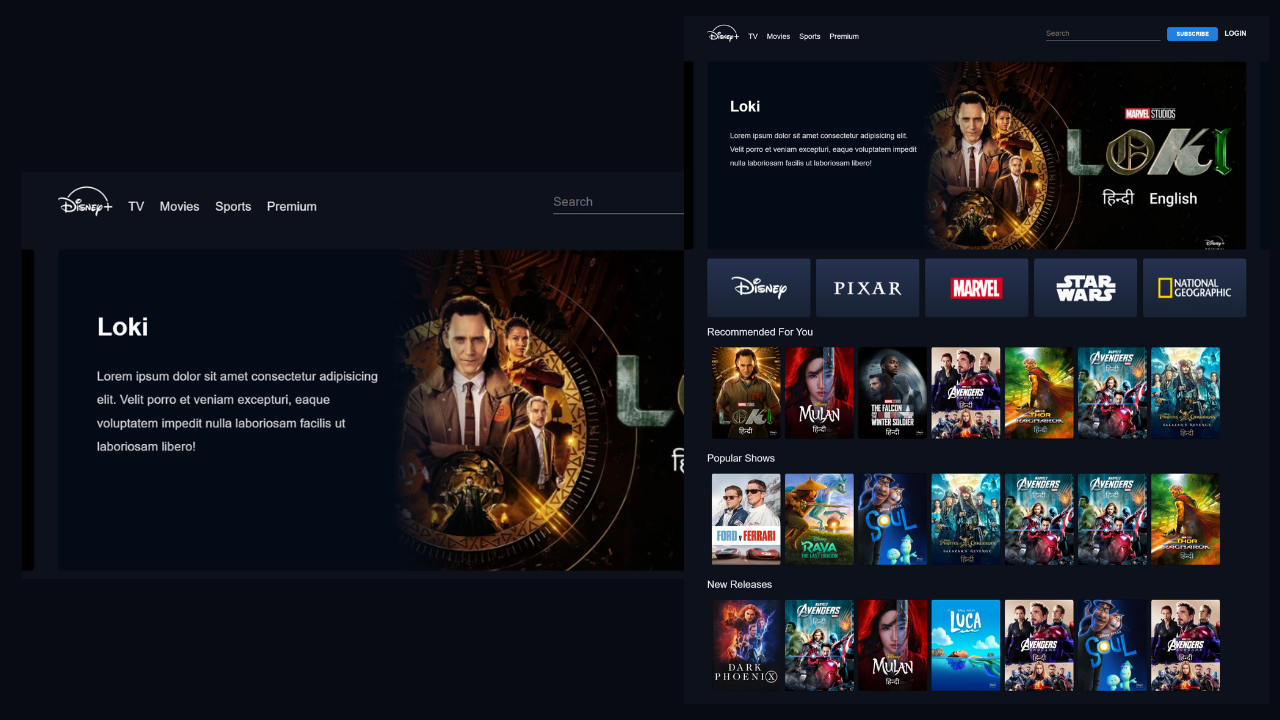 Disney+ TV Movies Sports Premium Search
Loki
Lorem ipsum dolor sit amet consectetur adipisicing
elit. Velit porro et veniam excepturi, eaque
voluptatem impedit nulla laboriosam facilis ut
laboriosam libero!
Disney+ TV Movies Sports Premium Search SUBSCRIBE LOGIN
Loki
Lorem ipsum dolor sit amet consectetur adipisicing elit.
Velit porro et veniam excepturi, eaque voluptatem impedit
nulla laboriosam facilis ut laboriosam libero!
MARVEL STUDIOS
LOKI
हिन्दी English
Disney+
Disney PIXAR MARVEL STAR WARS NATIONAL GEOGRAPHIC
Recommended For You
LOKI
हिन्दी
MULAN
हिन्दी
THE FALCON
AND THE
WINTER SOLDIER
हिन्दी
AVENGERS
हिन्दी
THOR
RAGNAROK
हिन्दी
MARVEL'S
AVENGERS
हिन्दी
PIRATES OF THE CARIBBEAN
SALAZAR'S REVENGE
हिन्दी
Popular Shows
FORD v FERRARI
Disney
RAYA
AND THE LAST DRAGON
SOUL
PIRATES OF THE CARIBBEAN
SALAZAR'S REVENGE
हिन्दी
MARVEL'S
AVENGERS
हिन्दी
MARVEL'S
AVENGERS
हिन्दी
THOR
RAGNAROK
हिन्दी
New Releases
DARK
PHOENIX
MARVEL'S
AVENGERS
हिन्दी
MULAN
हिन्दी
LUCA
AVENGERS
हिन्दी
SOUL
AVENGERS
हिन्दी